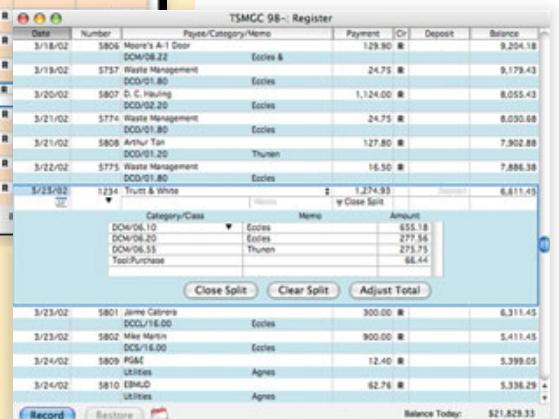 TSMGC 98-: Register
Date Number Payee/Category/Memo Payment Clr Deposit Balance
3/18/02 5806 Moore's A-1 Door 129.90 R 9,204.18
DCM/08.22 Eccles &
3/19/02 5757 Waste Management 24.75 R 9,179.43
DCD/01.80 Eccles
3/20/02 5807 D. C. Hauling 1,124.00 R 8,055.43
DCD/02.20 Eccles
3/21/02 5774 Waste Management 24.75 R 8,030.68
DCD/01.80 Eccles
3/21/02 5808 Arthur Tan 127.80 R 7,902.88
DCD/01.20 Thunen
3/22/02 5775 Waste Management 16.50 R 7,886.38
DCD/01.80 Eccles
3/23/02 1234 Truitt & White 1,274.93 Deposit 6,611.45
Memo Close Split
Category/Class Memo Amount
DCM/06.10 Eccles 655.18
DCM/06.20 Eccles 277.56
DCM/06.55 Thunen 275.75
Tool:Purchase 66.44
Close Split Clear Split Adjust Total
3/23/02 5801 Jaime Cabrera 300.00 R 6,311.45
DCCL/16.00 Eccles
3/23/02 5802 Mike Martin 900.00 R 5,411.45
DCS/16.00 Eccles
3/24/02 5809 PG&E 12.40 R 5,399.05
Utilities Agnes
3/24/02 5810 EBMUD 62.76 R 5,336.29
Utilities Agnes
Record Restore Balance Today: $21,829.33
R
R
R
R
R
R
R
R
R